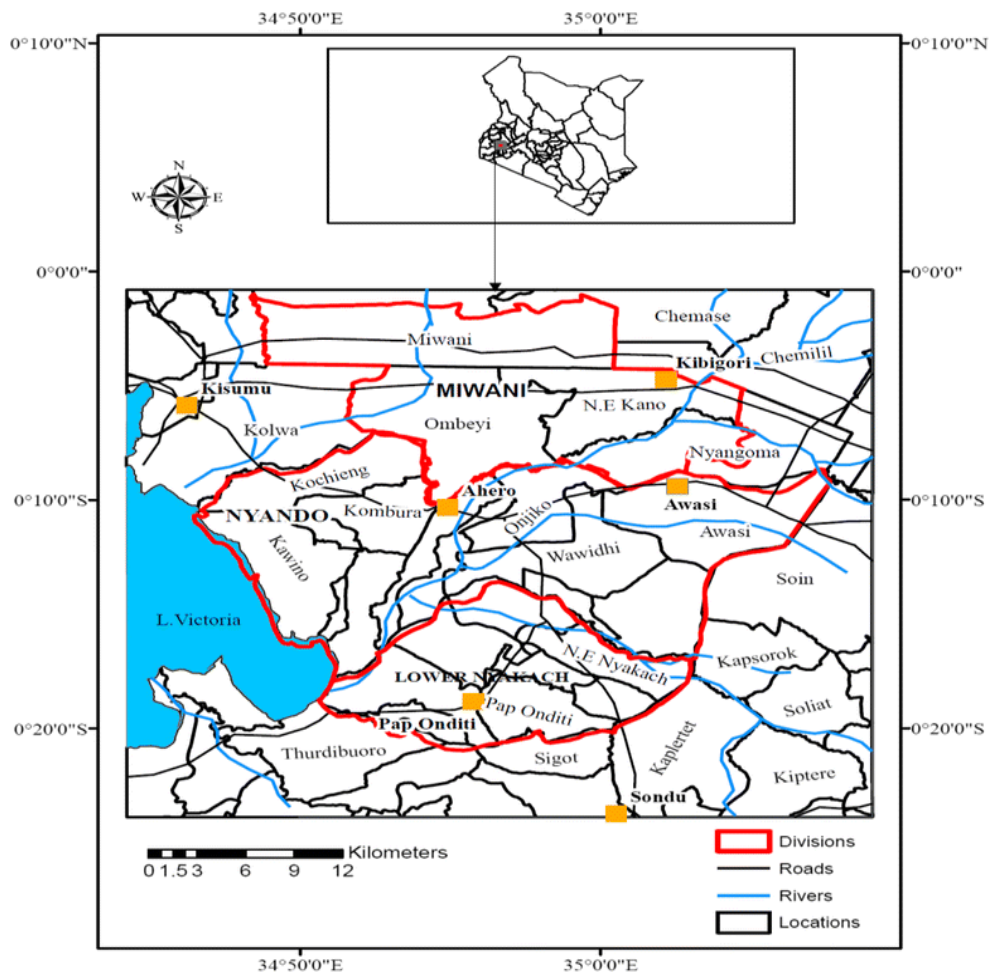 34°50'0"E
35°0'0"E
0°10'0"N
0°10'0"N
N
W
E
S
0°0'0"
0°0'0"
Chemase
Miwani
Chemilil
Kibigori
Kisumu
MIWANI
N.E Kano
Ombeyi
Kolwa
Nyangoma
Kochieng
Ahero
0°10'0"S
0°10'0"S
Kombura
Awasi
NYANDO
Onjiko
Awasi
Wawidhi
Kawino
Soin
L.Victoria
N.E Nyakach
Kapsorok
LOWER NYAKACH
Soliat
Pap Onditi
Pap Onditi
0°20'0"S
0°20'0"S
Thurdibuoro
Kaplertet
Sigot
Kiptere
Sondu
Divisions
Kilometers
0 1.5 3 6 9 12
Roads
Rivers
Locations
34°50'0"E
35°0'0"E